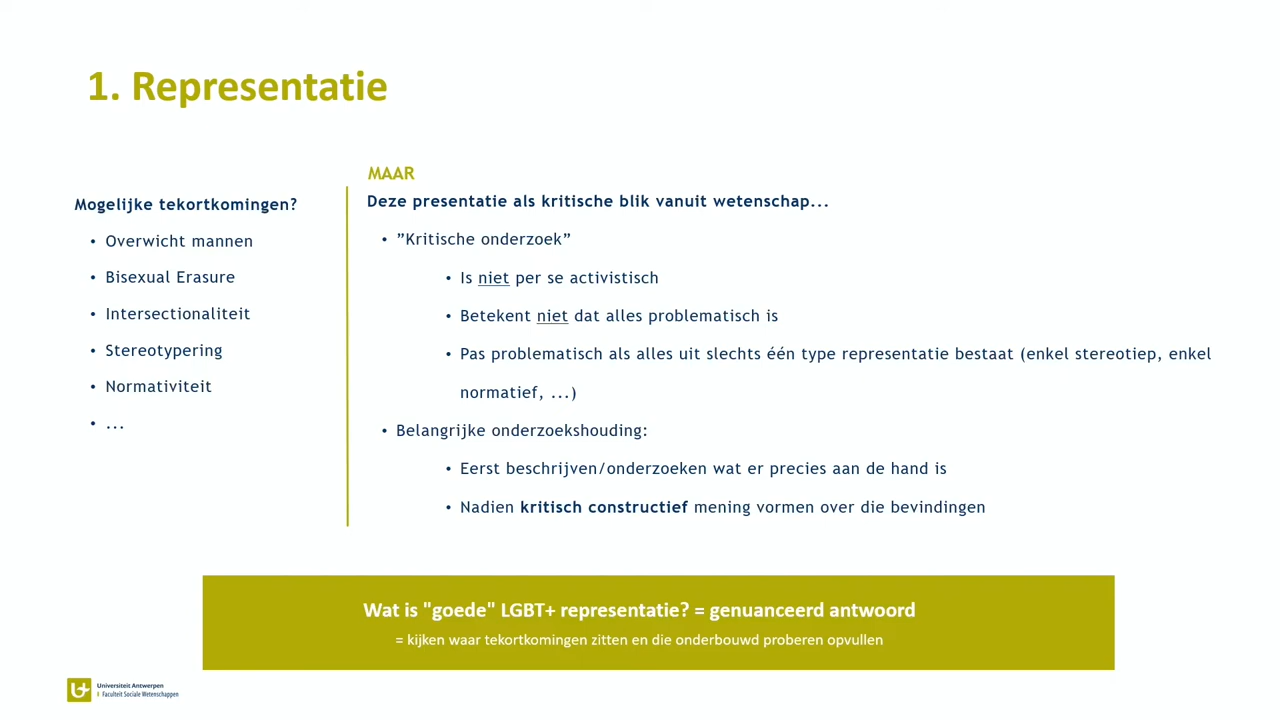 1. Representatie
Mogelijke tekortkomingen?
• Overwicht mannen
• Bisexual Erasure
• Intersectionaliteit
• Stereotypering
• Normativiteit
• ...
MAAR
Deze presentatie als kritische blik vanuit wetenschap...
• ”Kritische onderzoek”
• Is niet per se activistisch
• Betekent niet dat alles problematisch is
• Pas problematisch als alles uit slechts één type representatie bestaat (enkel stereotiep, enkel
normatief, ...)
• Belangrijke onderzoekshouding:
• Eerst beschrijven/onderzoeken wat er precies aan de hand is
• Nadien kritisch constructief mening vormen over die bevindingen
Wat is "goede" LGBT+ representatie? = genuanceerd antwoord
= kijken waar tekortkomingen zitten en die onderbouwd proberen opvullen
Universiteit Antwerpen
| Faculteit Sociale Wetenschappen